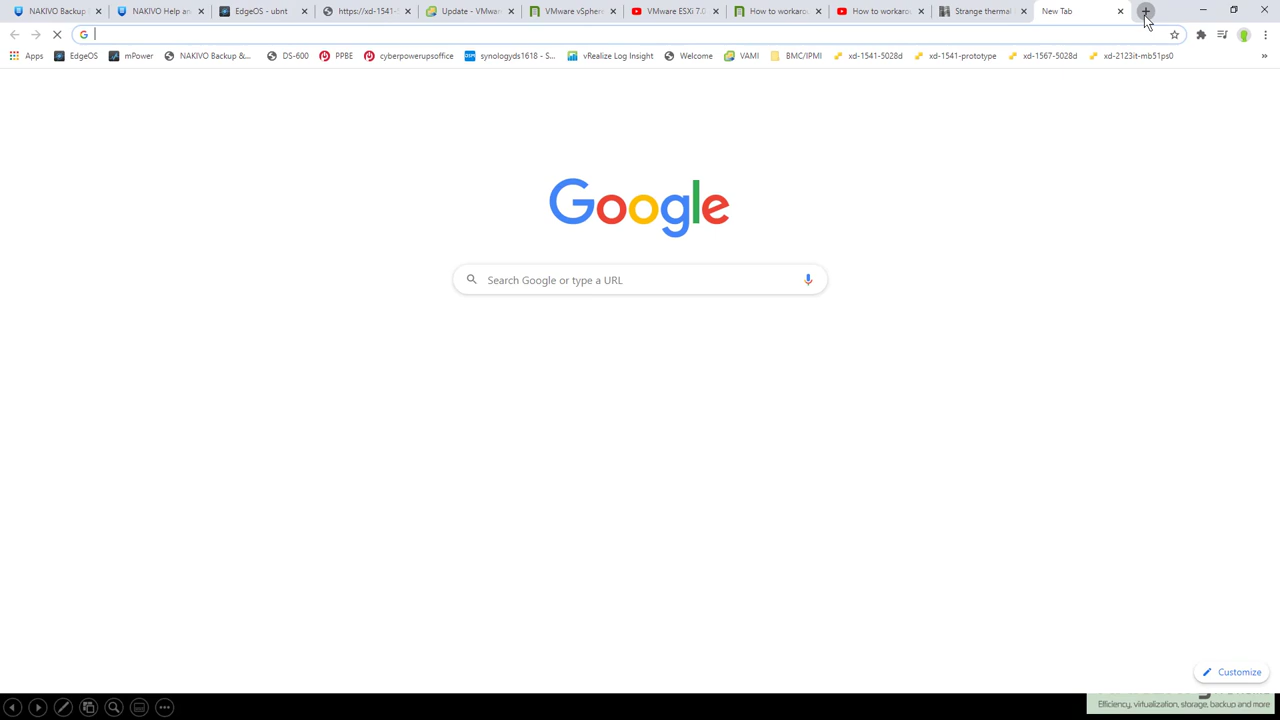 NAKIVO Backup
NAKIVO Help an
EdgeOS - ubnt
https://xd-1541-
Update - VMwar
VMware vSphere
VMware ESXi 7.0
How to workaro
How to workaro
Strange thermal
New Tab
Apps
EdgeOS
mPower
NAKIVO Backup &...
DS-600
PPBE
cyberpowerupsoffice
synologyds1618 - S...
vRealize Log Insight
Welcome
VAMI
BMC/IPMI
xd-1541-5028d
xd-1541-prototype
xd-1567-5028d
xd-2123it-mb51ps0
Google
Search Google or type a URL
Customize
Efficiency, virtualization, storage, backup and more